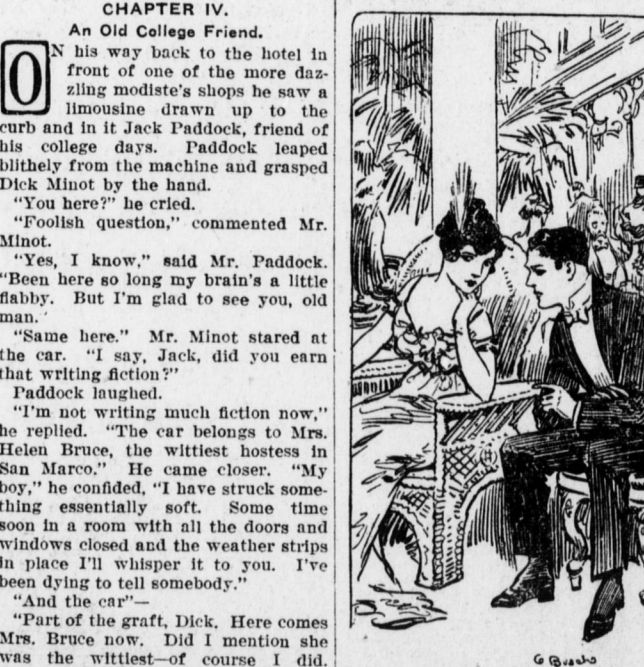 CHAPTER IV.
An Old College Friend.
ON his way back to the hotel in
front of one of the more daz-
zling modiste's shops he saw a
limousine drawn up to the
curb and in it Jack Paddock, friend of
his college days. Paddock leaped
blithely from the machine and grasped
Dick Minot by the hand.
"You here?" he cried.
"Foolish question," commented Mr.
Minot.
"Yes, I know," said Mr. Paddock.
"Been here so long my brain's a little
flabby. But I'm glad to see you, old
man."
"Same here." Mr. Minot stared at
the car. "I say, Jack, did you earn
that writing fiction?"
Paddock laughed.
"I'm not writing much fiction now,"
he replied. "The car belongs to Mrs.
Helen Bruce, the wittiest hostess in
San Marco." He came closer. "My
boy," he confided, "I have struck some-
thing essentially soft. Some time
soon in a room with all the doors and
windows closed and the weather strips
in place I'll whisper it to you. I've
been dying to tell somebody."
"And the car"—
"Part of the graft, Dick. Here comes
Mrs. Bruce now. Did I mention she
was the wittiest—of course I did.